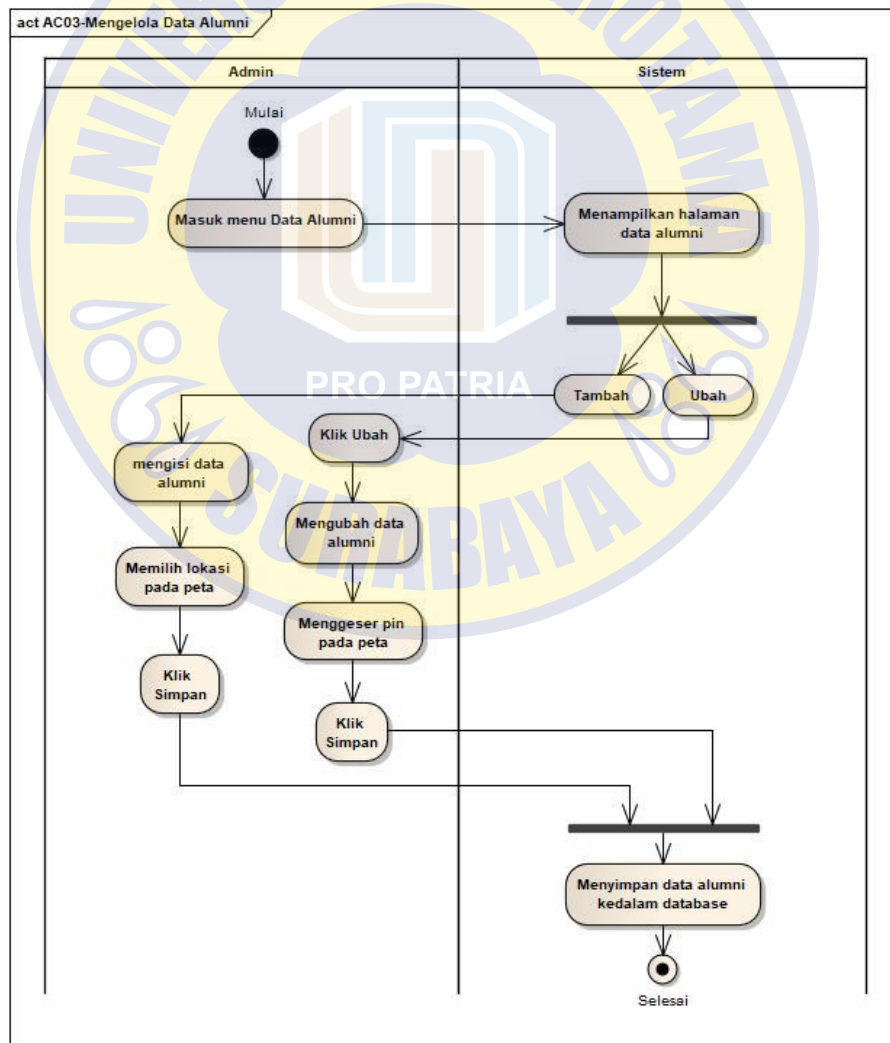 act AC03-Mengelola Data Alumni
Admin
Sistem
Mulai
Masuk menu Data Alumni
Menampilkan halaman
data alumni
Tambah
Ubah
Klik Ubah
mengisi data
alumni
Mengubah data
alumni
Memilih lokasi
pada peta
Menggeser pin
pada peta
Klik
Simpan
Klik
Simpan
Menyimpan data alumni
kedalam database
Selesai
PRO PATRIA
SURABAYA